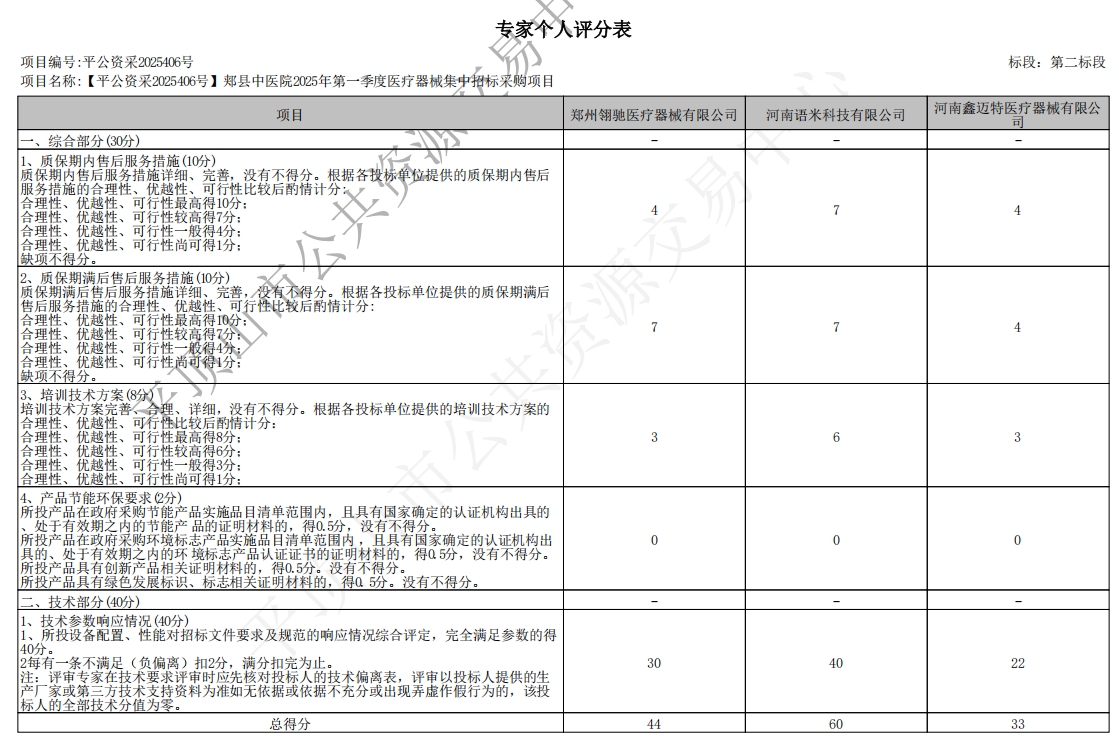 专家个人评分表
项目编号:平公资采2025406号
标段：第二标段
项目名称:【平公资采2025406号】郏县中医院2025年第一季度医疗器械集中招标采购项目
项目
郑州翎驰医疗器械有限公司
河南语米科技有限公司
河南鑫迈特医疗器械有限公
司
一、综合部分(30分)
-
-
-
1、质保期内售后服务措施(10分)
质保期内售后服务措施详细、完善，没有不得分。根据各投标单位提供的质保期内售后
服务措施的合理性、优越性、可行性比较后酌情计分:
合理性、优越性、可行性最高得10分;
合理性、优越性、可行性较高得7分;
合理性、优越性、可行性一般得4分;
合理性、优越性、可行性尚可得1分;
缺项不得分。
4
7
4
2、质保期满后售后服务措施(10分)
质保期满后售后服务措施详细、完善，没有不得分。根据各投标单位提供的质保期满后
售后服务措施的合理性、优越性、可行性比较后酌情计分:
合理性、优越性、可行性最高得10分;
合理性、优越性、可行性较高得7分;
合理性、优越性、可行性一般得4分;
合理性、优越性、可行性尚可得1分;
缺项不得分。
7
7
4
3、培训技术方案(8分)
培训技术方案完善、合理、详细，没有不得分。根据各投标单位提供的培训技术方案的
合理性、优越性、可行性比较后酌情计分:
合理性、优越性、可行性最高得8分;
合理性、优越性、可行性较高得6分;
合理性、优越性、可行性一般得3分;
合理性、优越性、可行性尚可得1分;
3
6
3
4、产品节能环保要求(2分)
所投产品在政府采购节能产品实施品目清单范围内，且具有国家确定的认证机构出具的
、处于有效期之内的节能产 品的证明材料的，得0.5分，没有不得分。
所投产品在政府采购环境标志产品实施品目清单范围内 ，且具有国家确定的认证机构出
具的、处于有效期之内的环 境标志产品认证证书的证明材料的，得0.5分，没有不得分。
所投产品具有创新产品相关证明材料的，得0.5分。没有不得分。
所投产品具有绿色发展标识、标志相关证明材料的，得0.5分。没有不得分。
0
0
0
二、技术部分(40分)
-
-
-
1、技术参数响应情况(40分)
1、所投设备配置、性能对招标文件要求及规范的响应情况综合评定，完全满足参数的得
40分。
2每有一条不满足（负偏离）扣2分，满分扣完为止。
注：评审专家在技术要求评审时应先核对投标人的技术偏离表，评审以投标人提供的生
产厂家或第三方技术支持资料为准如无依据或依据不充分或出现弄虚作假行为的，该投
标人的全部技术分值为零。
30
40
22
总得分
44
60
33
平顶山市公共资源交易中
平顶山市公共资源交易中心